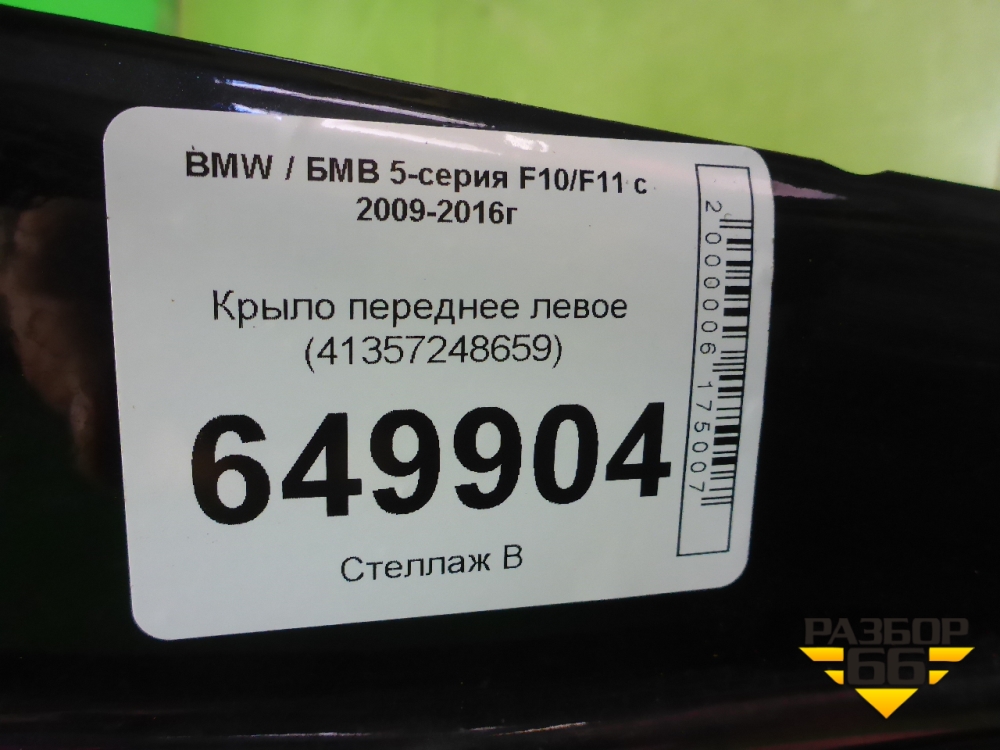 BMW / БМВ 5-серия F10/F11 с
2009-2016г
Крыло переднее левое
(41357248659)
649904
Стеллаж В
2000006175007
РАЗБОР
66